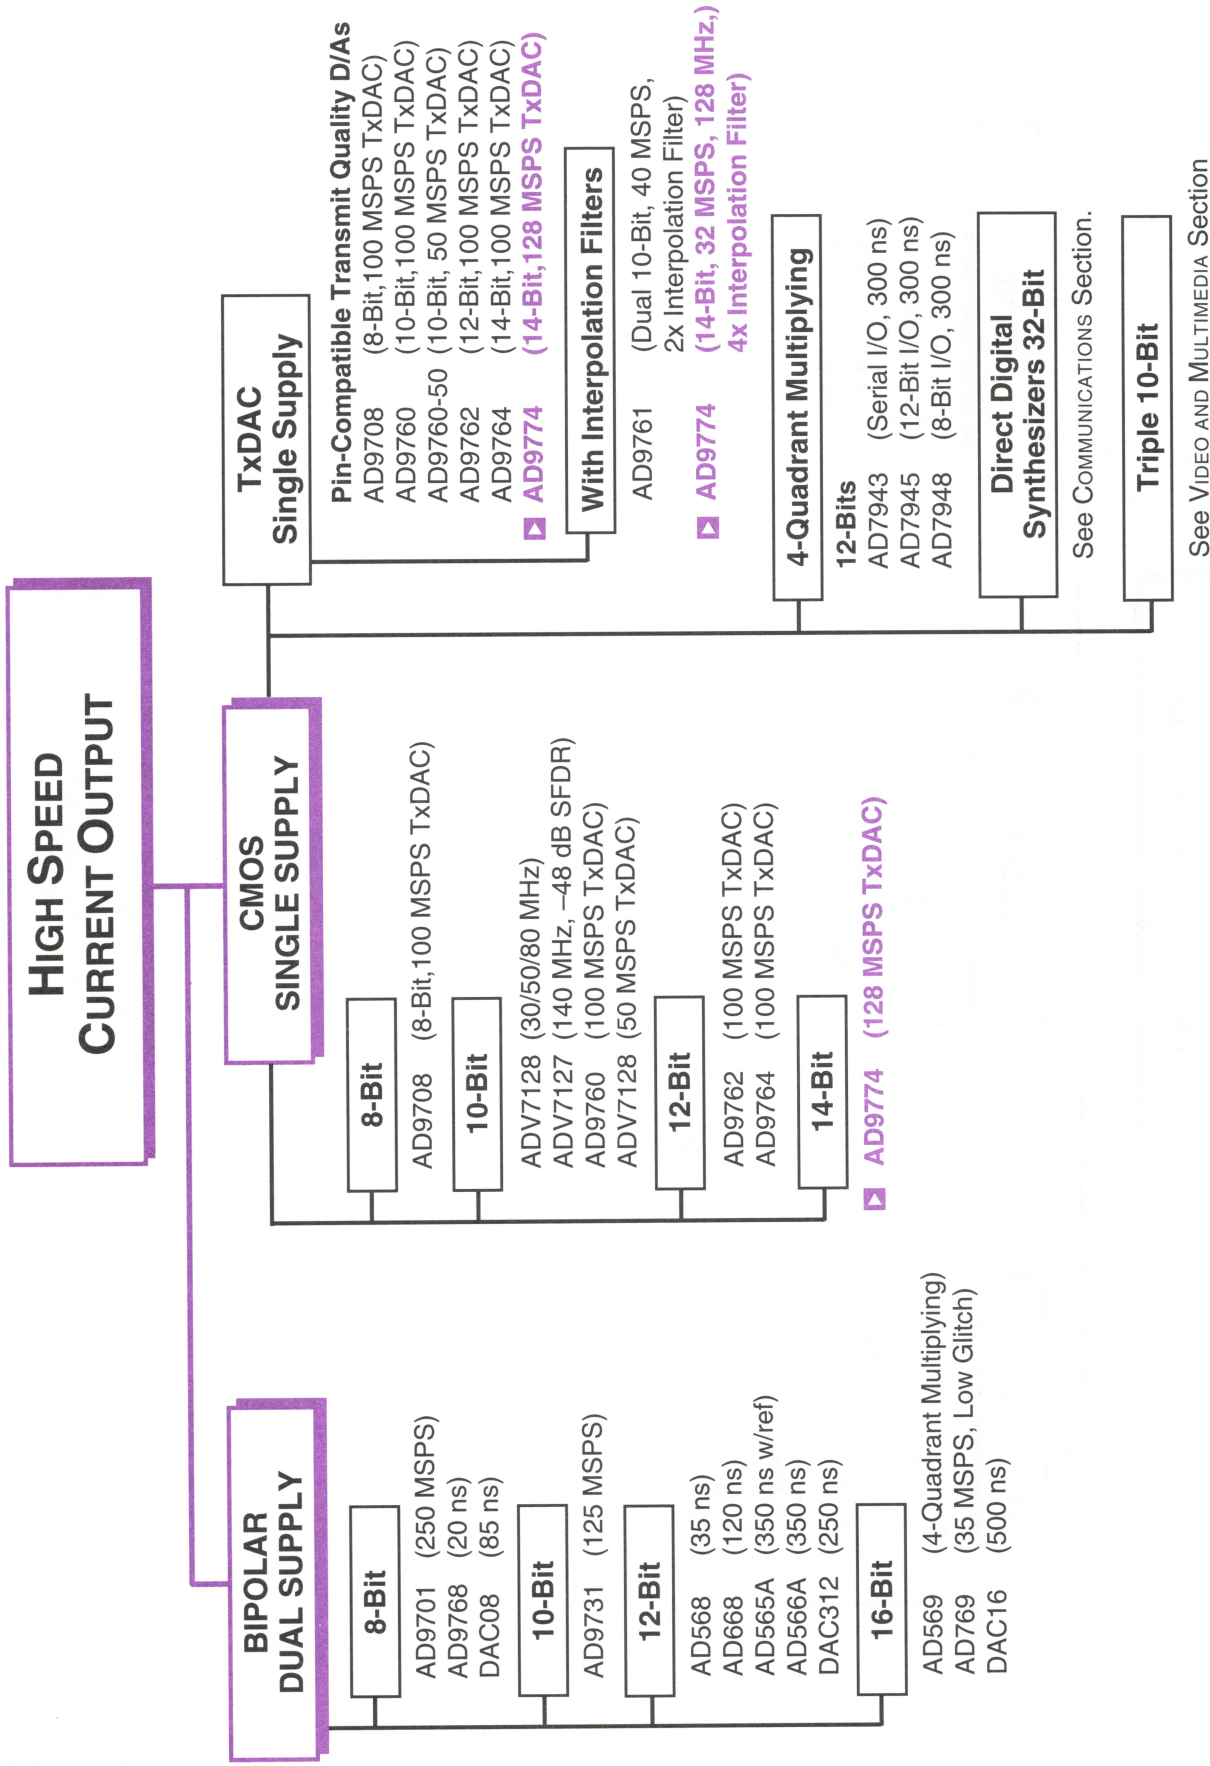 HIGH SPEED
CURRENT OUTPUT
BIPOLAR
DUAL SUPPLY
8-Bit
AD9701 (250 MSPS)
AD9768 (20 ns)
DAC08 (85 ns)
10-Bit
AD9731 (125 MSPS)
12-Bit
AD568 (35 ns)
AD668 (120 ns)
AD565A (350 ns w/ref)
AD566A (350 ns)
DAC312 (250 ns)
16-Bit
AD569 (4-Quadrant Multiplying)
AD769 (35 MSPS, Low Glitch)
DAC16 (500 ns)
CMOS
SINGLE SUPPLY
8-Bit
AD9708 (8-Bit,100 MSPS TxDAC)
10-Bit
ADV7128 (30/50/80 MHz)
ADV7127 (140 MHz, –48 dB SFDR)
AD9760 (100 MSPS TxDAC)
ADV7128 (50 MSPS TxDAC)
12-Bit
AD9762 (100 MSPS TxDAC)
AD9764 (100 MSPS TxDAC)
14-Bit
AD9774 (128 MSPS TxDAC)
TxDAC
Single Supply
Pin-Compatible Transmit Quality D/As
AD9708 (8-Bit,100 MSPS TxDAC)
AD9760 (10-Bit,100 MSPS TxDAC)
AD9760-50 (10-Bit, 50 MSPS TxDAC)
AD9762 (12-Bit,100 MSPS TxDAC)
AD9764 (14-Bit,100 MSPS TxDAC)
AD9774 (14-Bit,128 MSPS TxDAC)
With Interpolation Filters
AD9761 (Dual 10-Bit, 40 MSPS,
2x Interpolation Filter)
AD9774 (14-Bit, 32 MSPS, 128 MHz,)
4x Interpolation Filter)
4-Quadrant Multiplying
12-Bits
AD7943 (Serial I/O, 300 ns)
AD7945 (12-Bit I/O, 300 ns)
AD7948 (8-Bit I/O, 300 ns)
Direct Digital
Synthesizers 32-Bit
See COMMUNICATIONS Section.
Triple 10-Bit
See VIDEO AND MULTIMEDIA Section